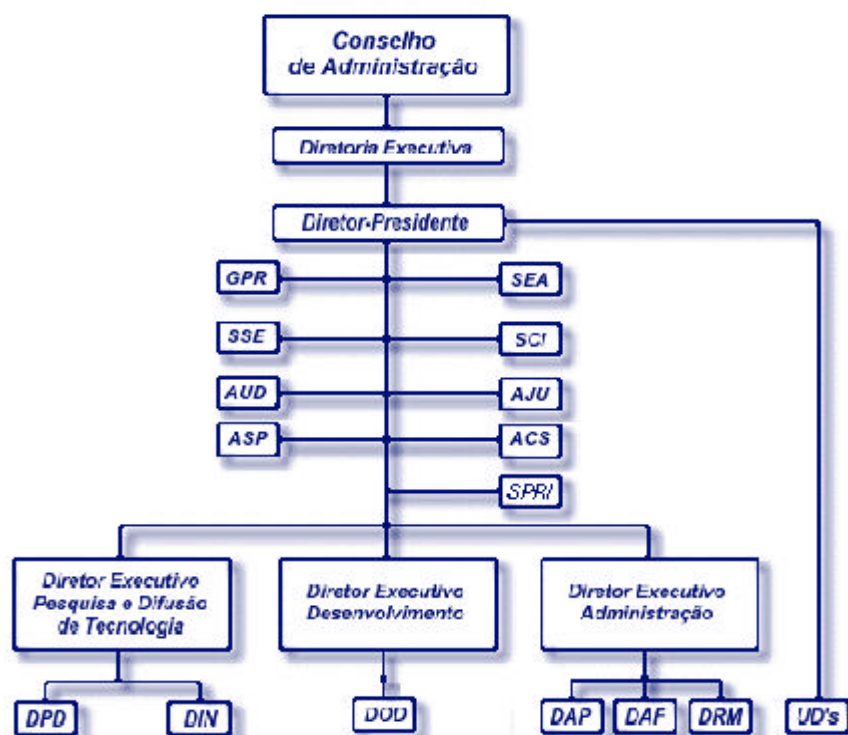 Conselho
de Administração
Diretoria Executiva
Diretor-Presidente
GPR
SEA
SSE
SCI
AUD
AJU
ASP
ACS
SPRI
Diretor Executivo
Pesquisa e Difusão
de Tecnologia
Diretor Executivo
Desenvolvimento
Diretor Executivo
Administração
DPD
DIN
DOD
DAP
DAF
DRM
UD's